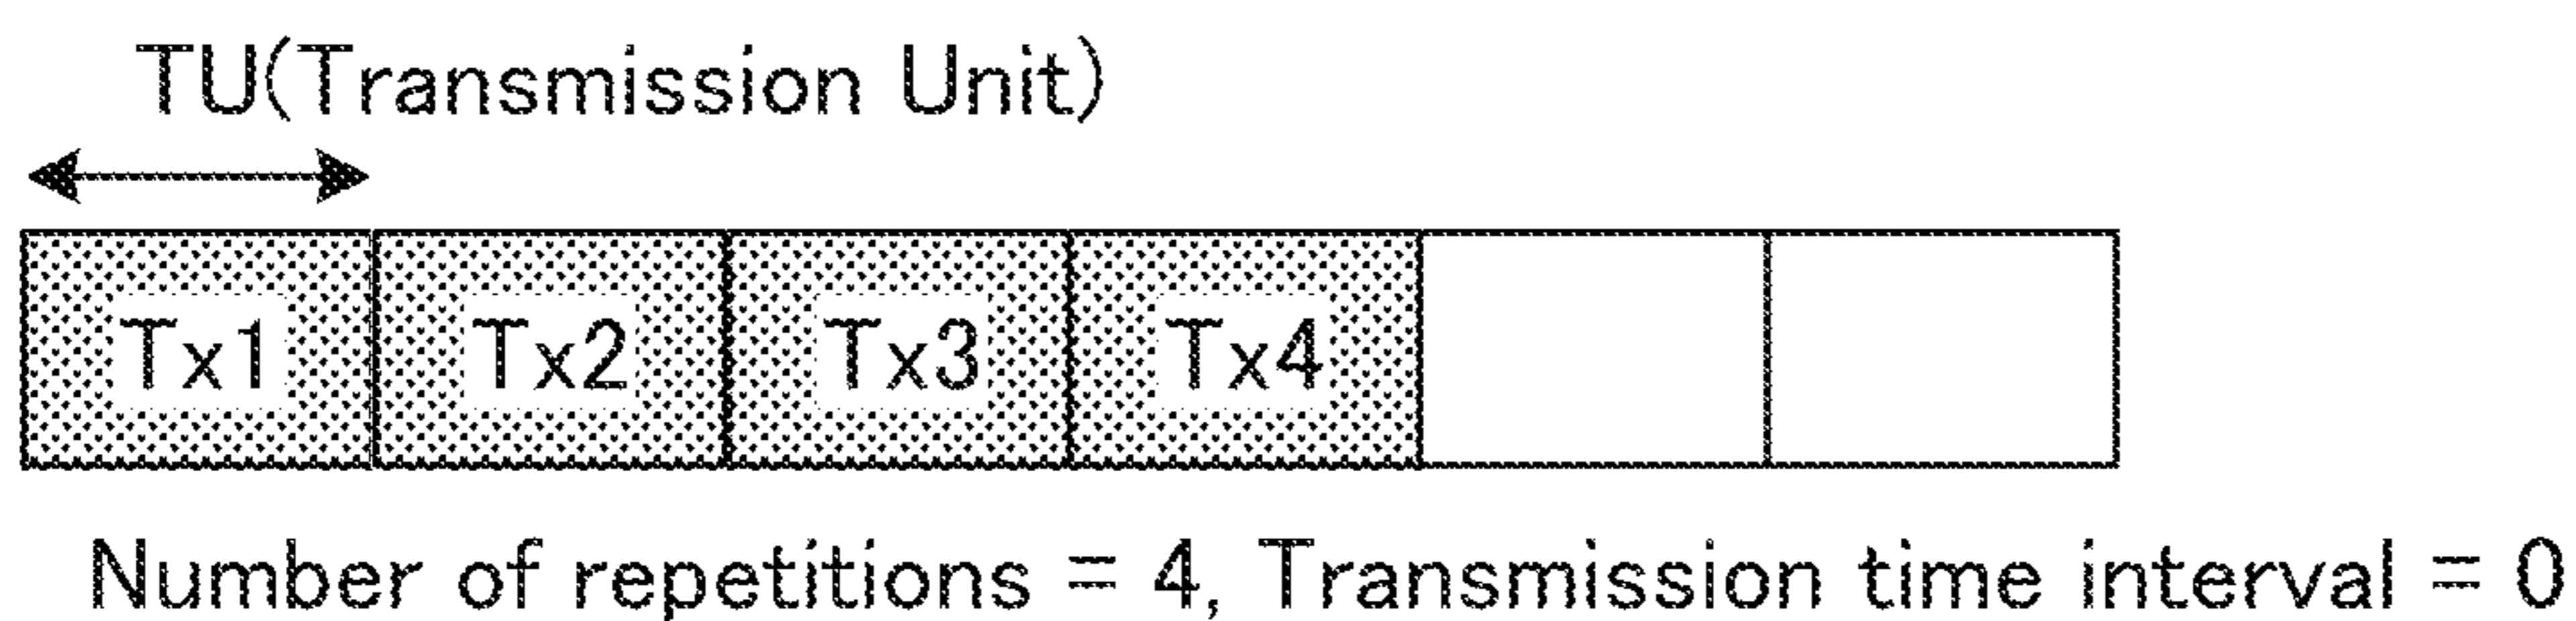 TU(Transmission Unit)
Tx1 Tx2 Tx3 Tx4
Number of repetitions = 4, Transmission time interval = 0